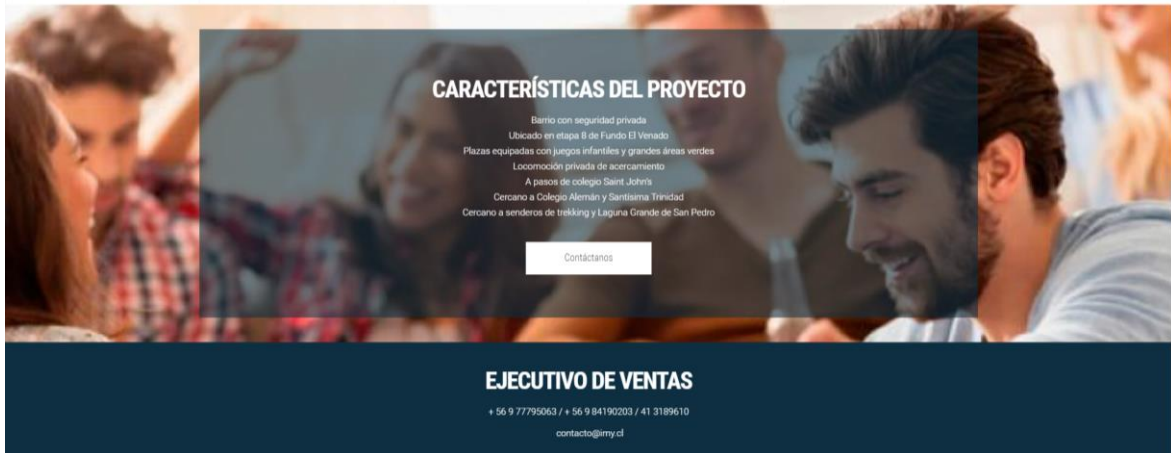 CARACTERÍSTICAS DEL PROYECTO
Barrio con seguridad privada
Ubicado en etapa 8 de Fundo El Venado
Plazas equipadas con juegos infantiles y grandes áreas verdes
Locomoción privada de acercamiento
A pasos de colegio Saint John's
Cercano a Colegio Alemán y Santísima Trinidad
Cercano a senderos de trekking y Laguna Grande de San Pedro
Contáctanos
EJECUTIVO DE VENTAS
+ 56 9 77795063 / + 56 9 84190203 / 41 3189610
contacto@imy.cl